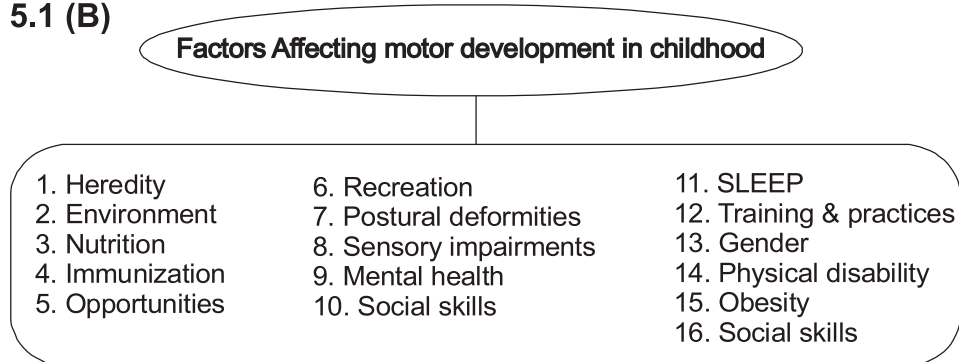 5.1 (B)
Factors Affecting motor development in childhood
1. Heredity
2. Environment
3. Nutrition
4. Immunization
5. Opportunities
6. Recreation
7. Postural deformities
8. Sensory impairments
9. Mental health
10. Social skills
11. SLEEP
12. Training & practices
13. Gender
14. Physical disability
15. Obesity
16. Social skills